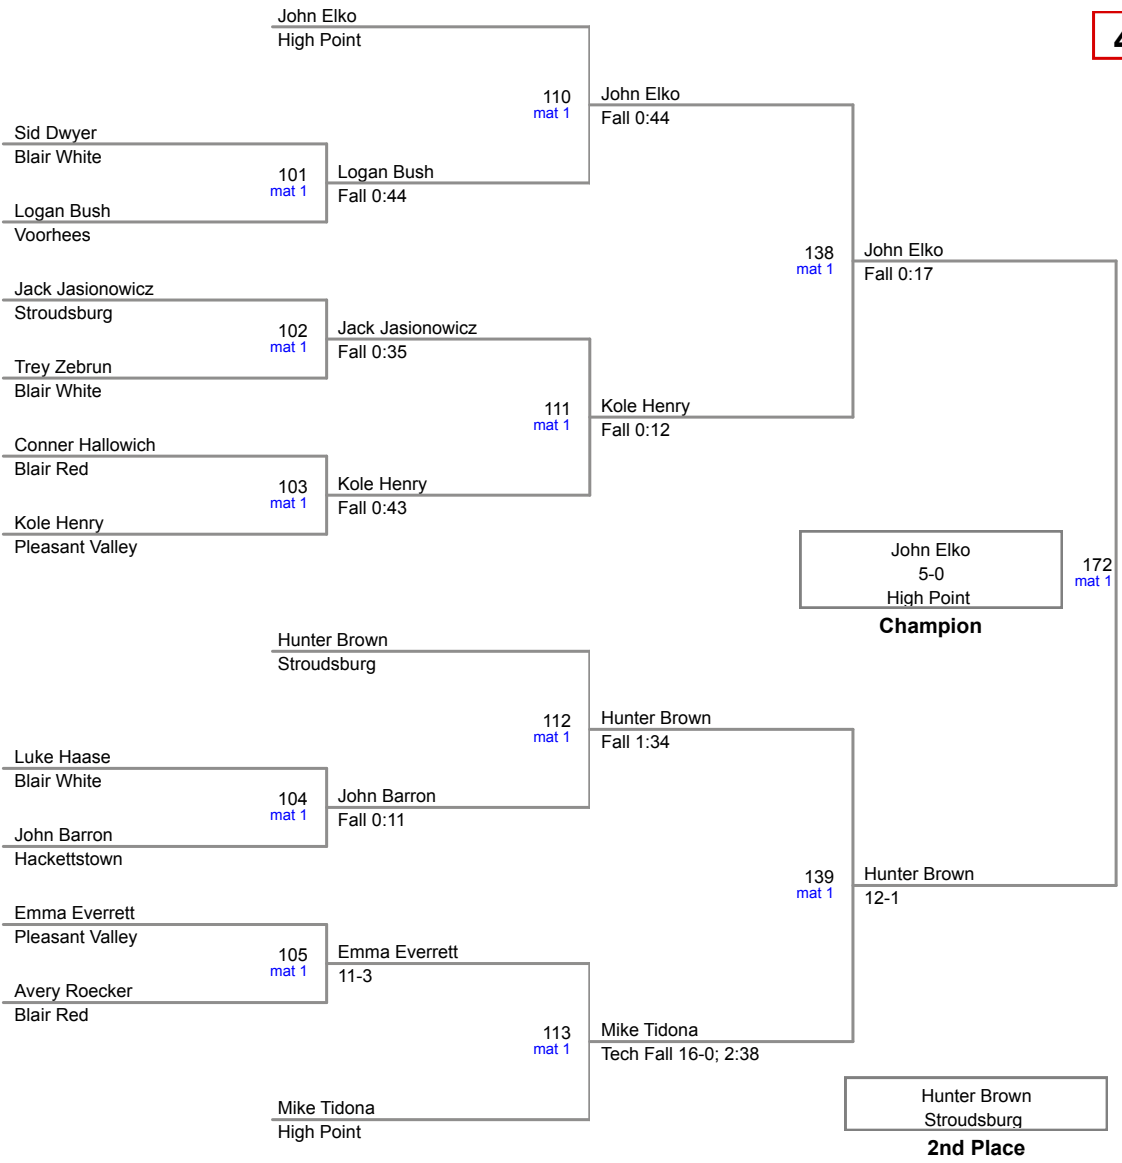 John Elko
High Point
110
mat 1
John Elko
Fall 0:44
Sid Dwyer
Blair White
101
mat 1
Logan Bush
Fall 0:44
Logan Bush
Voorhees
138
mat 1
John Elko
Fall 0:17
Jack Jasionowicz
Stroudsburg
102
mat 1
Jack Jasionowicz
Fall 0:35
Trey Zebrun
Blair White
111
mat 1
Kole Henry
Fall 0:12
Conner Hallowich
Blair Red
103
mat 1
Kole Henry
Fall 0:43
Kole Henry
Pleasant Valley
John Elko
5-0
High Point
Champion
172
mat 1
Hunter Brown
Stroudsburg
112
mat 1
Hunter Brown
Fall 1:34
Luke Haase
Blair White
104
mat 1
John Barron
Fall 0:11
John Barron
Hackettstown
139
mat 1
Hunter Brown
12-1
Emma Everrett
Pleasant Valley
105
mat 1
Emma Everrett
11-3
Avery Roecker
Blair Red
113
mat 1
Mike Tidona
Tech Fall 16-0; 2:38
Mike Tidona
High Point
Hunter Brown
Stroudsburg
2nd Place